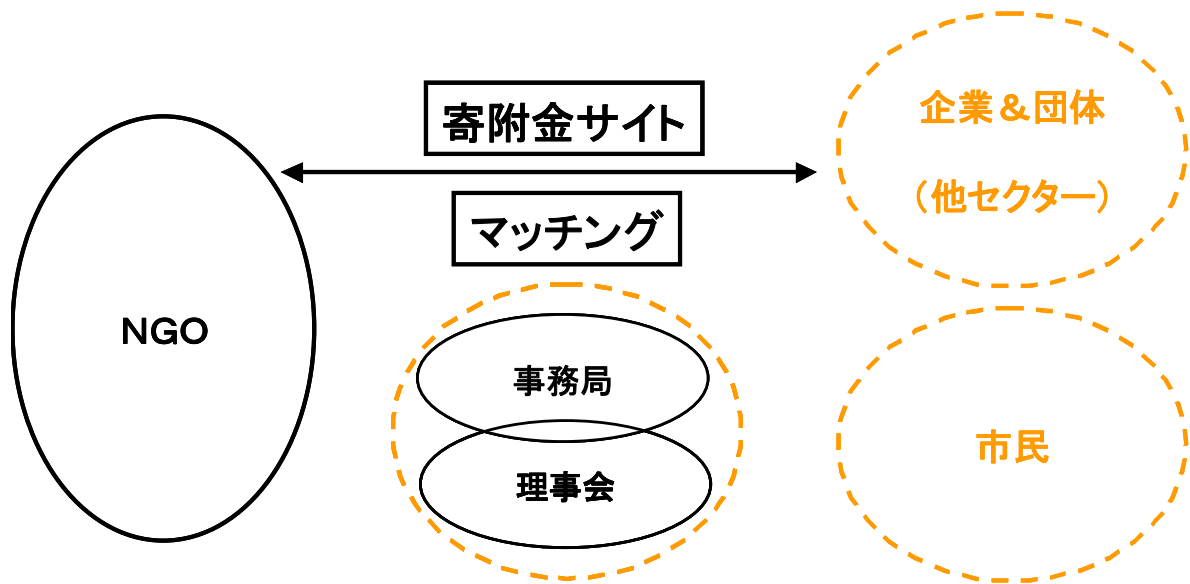 寄附金サイト
マッチング
NGO
事務局
理事会
企業＆団体
（他セクター）
市民